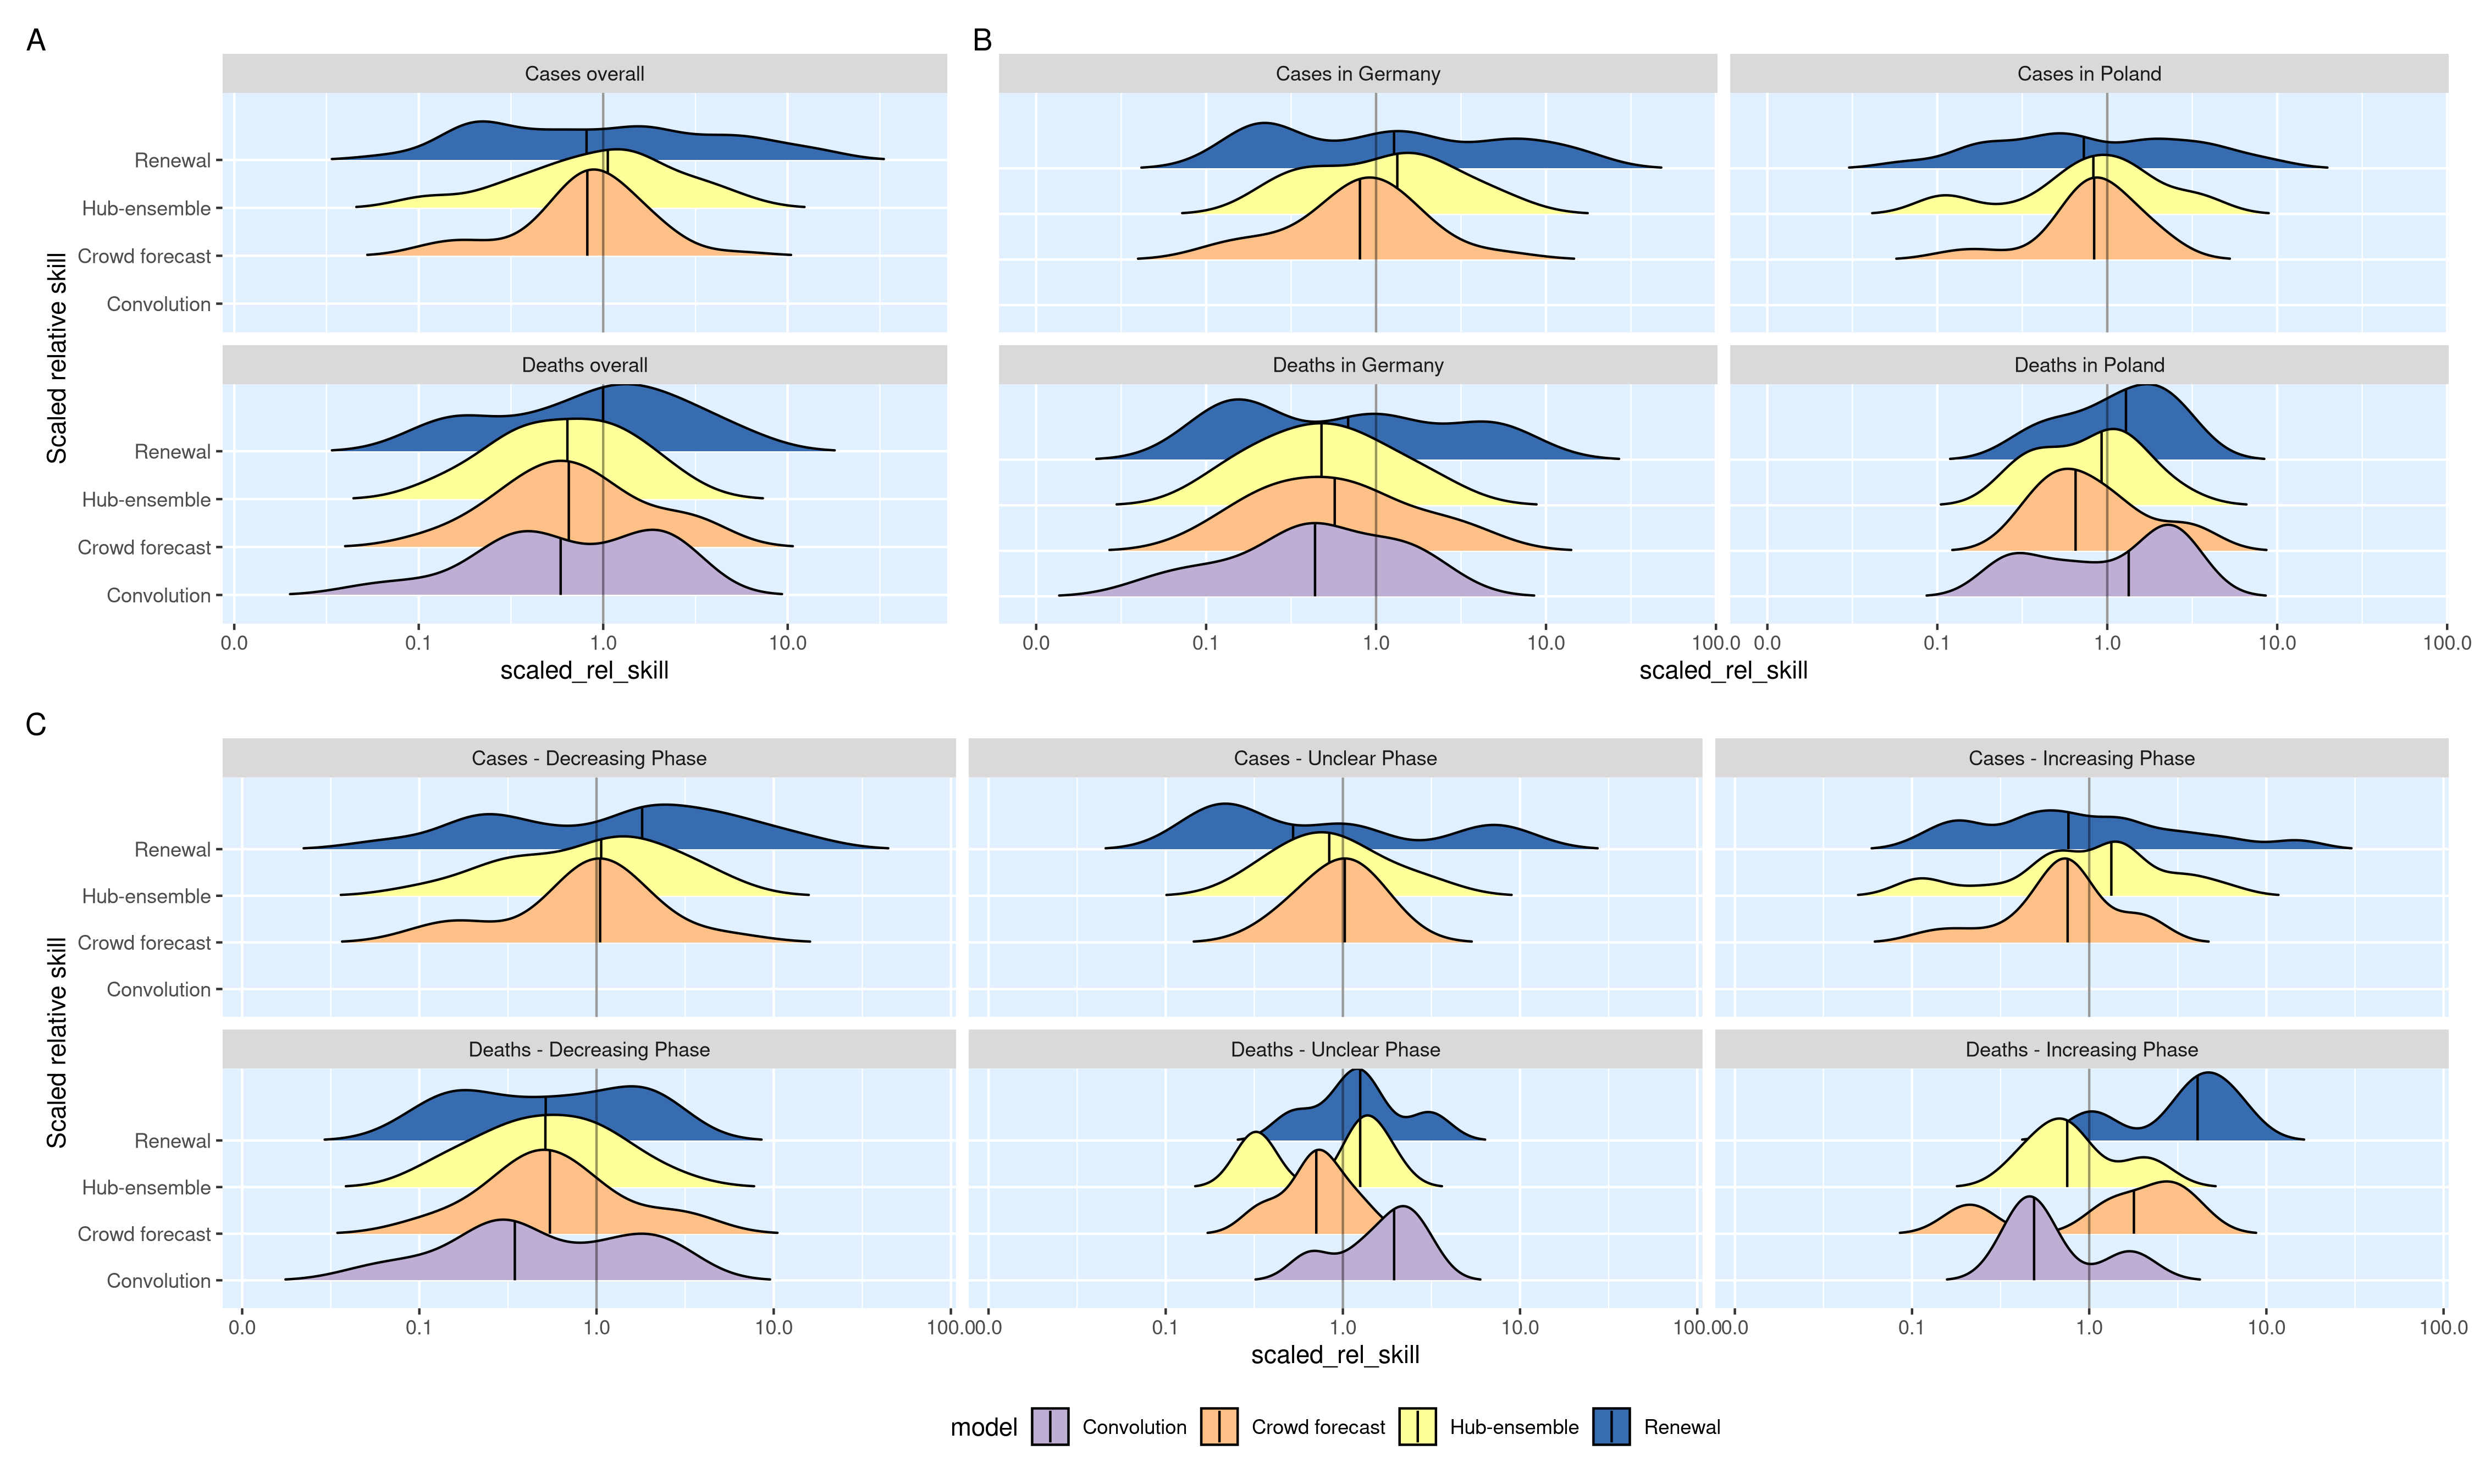 A
B
Cases overall
Cases in Germany
Cases in Poland
Scaled relative skill
Renewal
Hub-ensemble
Crowd forecast
Convolution
Deaths overall
Deaths in Germany
Deaths in Poland
Renewal
Hub-ensemble
Crowd forecast
Convolution
0.0 0.1 1.0 10.0
0.0 0.1 1.0 10.0 100.0
0.0 0.1 1.0 10.0 100.0
scaled_rel_skill
scaled_rel_skill
C
Cases - Decreasing Phase
Cases - Unclear Phase
Cases - Increasing Phase
Scaled relative skill
Renewal
Hub-ensemble
Crowd forecast
Convolution
Deaths - Decreasing Phase
Deaths - Unclear Phase
Deaths - Increasing Phase
Renewal
Hub-ensemble
Crowd forecast
Convolution
0.0 0.1 1.0 10.0 100.0
0.0 0.1 1.0 10.0 100.0
0.0 0.1 1.0 10.0 100.0
scaled_rel_skill
model Convolution Crowd forecast Hub-ensemble Renewal